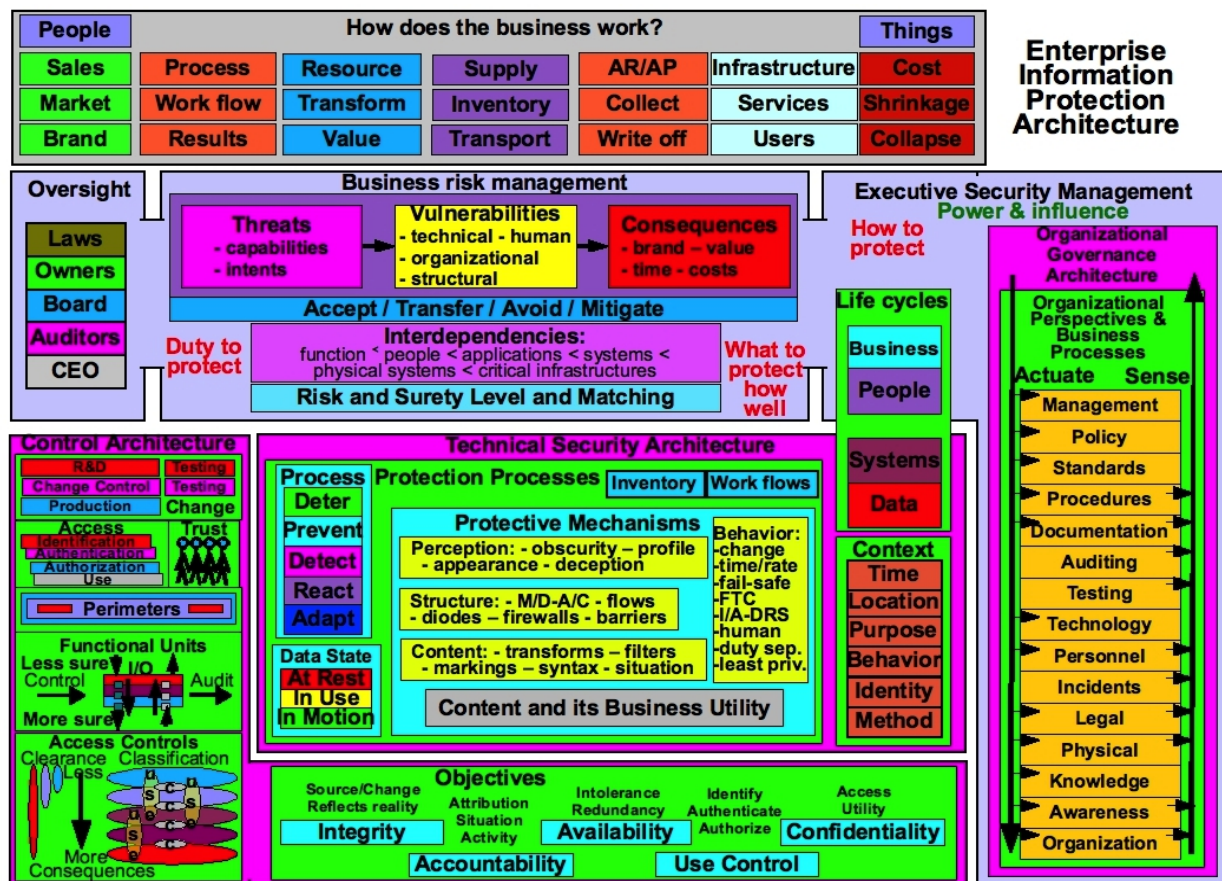 People
How does the business work?
Things
Sales
Process
Resource
Supply
AR/AP
Infrastructure
Cost
Market
Work flow
Transform
Inventory
Collect
Services
Shrinkage
Brand
Results
Value
Transport
Write off
Users
Collapse
Enterprise
Information
Protection
Architecture
Oversight
Laws
Owners
Board
Auditors
CEO
Business risk management
Threats
- capabilities
- intents
Vulnerabilities
- technical - human
- organizational
- structural
Consequences
- brand – value
- time - costs
Accept / Transfer / Avoid / Mitigate
Interdependencies:
function < people < applications < systems <
physical systems < critical infrastructures
Risk and Surety Level and Matching
Duty to
protect
What to
protect
how
well
How to
protect
Executive Security Management
Power & influence
Organizational
Governance
Architecture
Organizational
Perspectives &
Business
Processes
Actuate
Sense
Management
Policy
Standards
Procedures
Documentation
Auditing
Testing
Technology
Personnel
Incidents
Legal
Physical
Knowledge
Awareness
Organization
Life cycles
Business
People
Systems
Data
Context
Time
Location
Purpose
Behavior
Identity
Method
Control Architecture
R&D
Testing
Change Control
Testing
Production
Change
Access
Identification
Authentication
Authorization
Use
Trust
Perimeters
Functional Units
Less sure
I/O
Control
Audit
More sure
Access Controls
Clearance
Classification
Less
More
Consequences
Technical Security Architecture
Process
Deter
Prevent
Detect
React
Adapt
Data State
At Rest
In Use
In Motion
Protection Processes
Inventory
Work flows
Protective Mechanisms
Perception: - obscurity – profile
- appearance - deception
Structure: - M/D-A/C - flows
- diodes – firewalls - barriers
Content: - transforms – filters
- markings – syntax - situation
Content and its Business Utility
Behavior:
-change
-time/rate
-fail-safe
-FTC
-I/A-DRS
-human
-duty sep.
-least priv.
Objectives
Source/Change
Reflects reality
Integrity
Attribution
Situation
Activity
Accountability
Intolerance
Redundancy
Availability
Identify
Authenticate
Authorize
Use Control
Access
Utility
Confidentiality